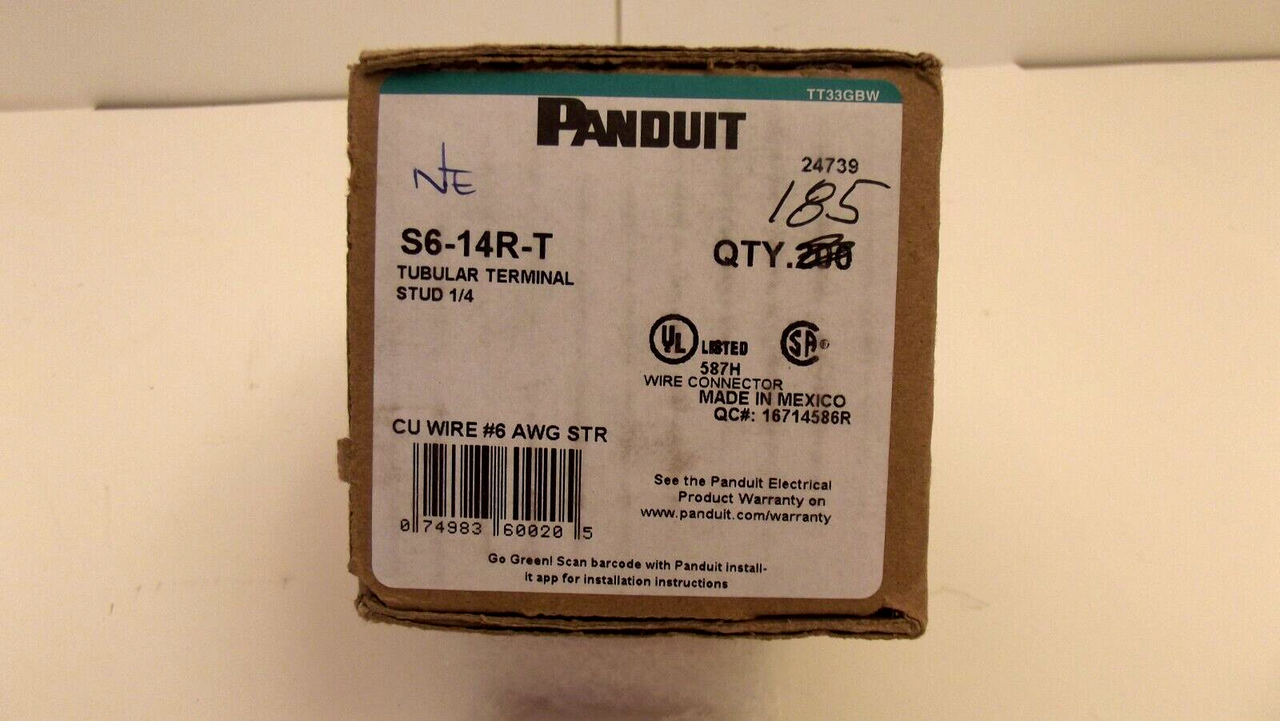 TT33GBW
PANDUIT
24739
NE
185
S6-14R-T
QTY.200
TUBULAR TERMINAL
STUD 1/4
UL LISTED
SA
587H
WIRE CONNECTOR
MADE IN MEXICO
QC#: 16714586R
CU WIRE #6 AWG STR
0 74983 60020 5
See the Panduit Electrical
Product Warranty on
www.panduit.com/warranty
Go Green! Scan barcode with Panduit install-
it app for installation instructions